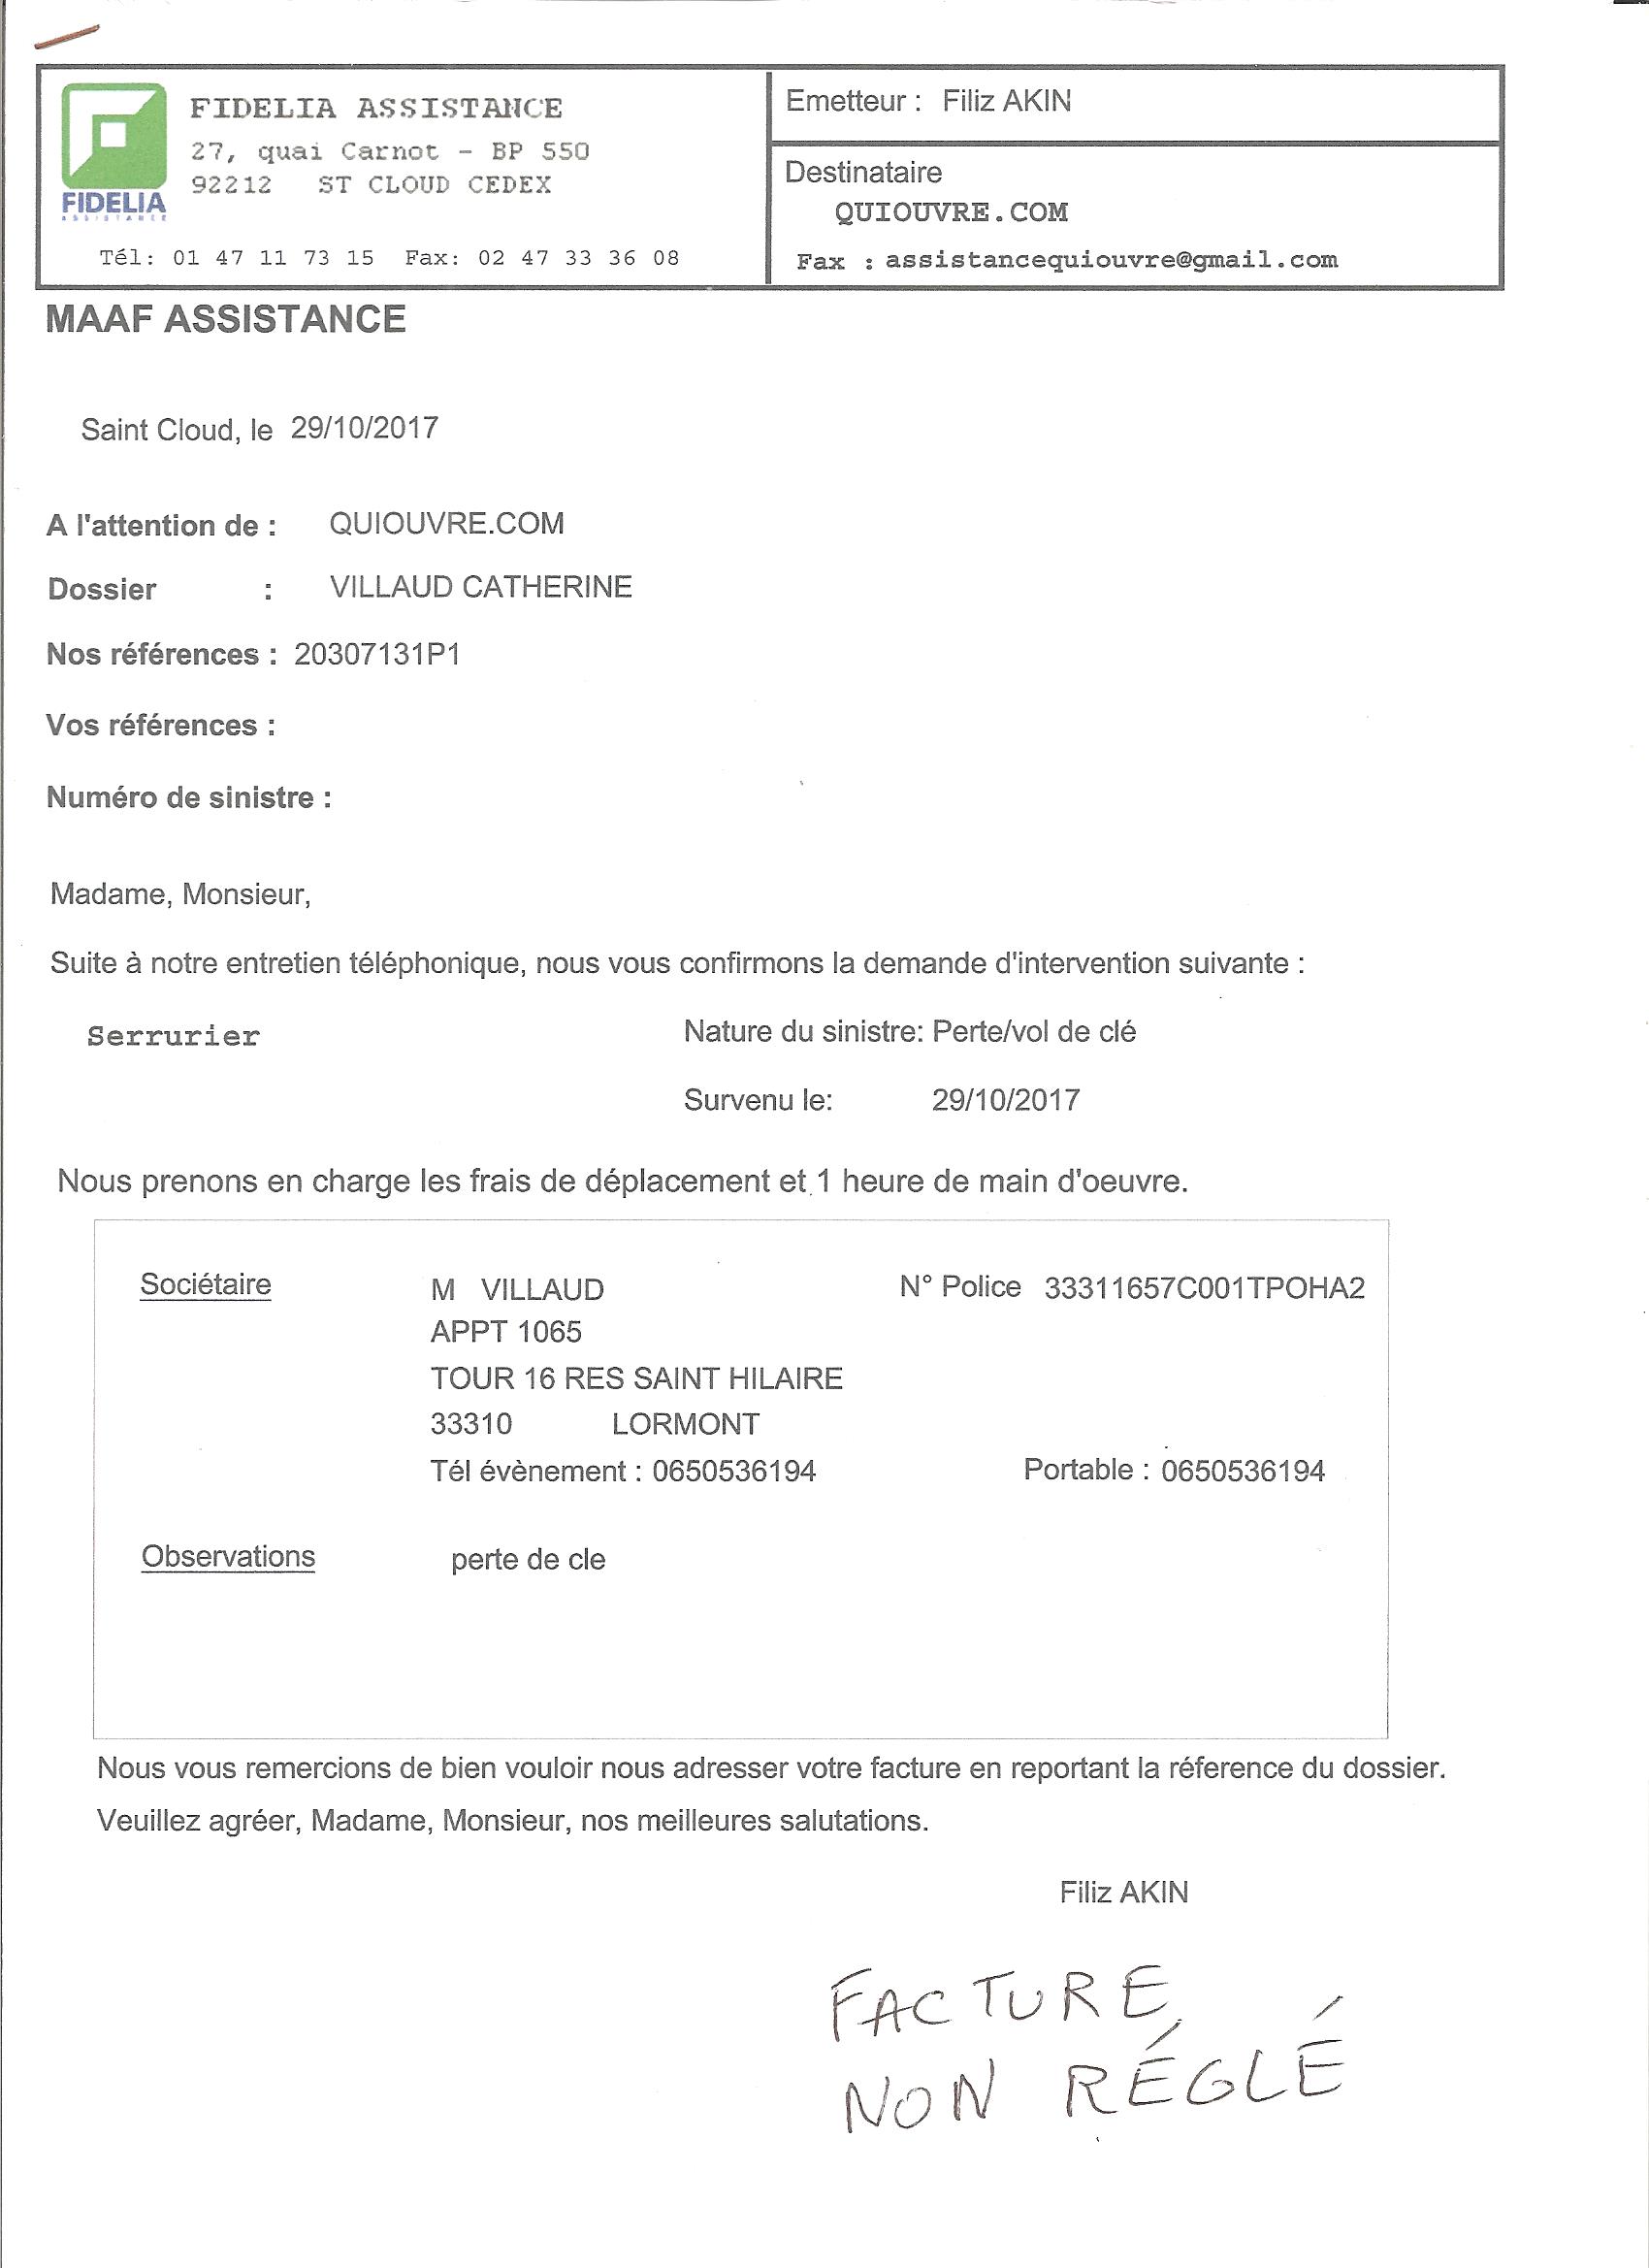 FIDELIA ASSISTANCE
27, quai Carnot - BP 550
92212 ST CLOUD CEDEX
FIDELIA
ASSISTANCE
Tél: 01 47 11 73 15 Fax: 02 47 33 36 08
Emetteur : Filiz AKIN
Destinataire
QUIOUVRE.COM
Fax : assistancequiouvre@gmail.com
MAAF ASSISTANCE
Saint Cloud, le 29/10/2017
A l'attention de : QUIOUVRE.COM
Dossier : VILLAUD CATHERINE
Nos références : 20307131P1
Vos références :
Numéro de sinistre :
Madame, Monsieur,
Suite à notre entretien téléphonique, nous vous confirmons la demande d'intervention suivante :
Serrurier Nature du sinistre: Perte/vol de clé
Survenu le: 29/10/2017
Nous prenons en charge les frais de déplacement et 1 heure de main d'oeuvre.
Sociétaire M VILLAUD N° Police 33311657C001TPOHA2
APPT 1065
TOUR 16 RES SAINT HILAIRE
33310 LORMONT
Tél évènement : 0650536194 Portable : 0650536194
Observations perte de cle
Nous vous remercions de bien vouloir nous adresser votre facture en reportant la réference du dossier.
Veuillez agréer, Madame, Monsieur, nos meilleures salutations.
Filiz AKIN
FACTURE
NON RÉGLÉ